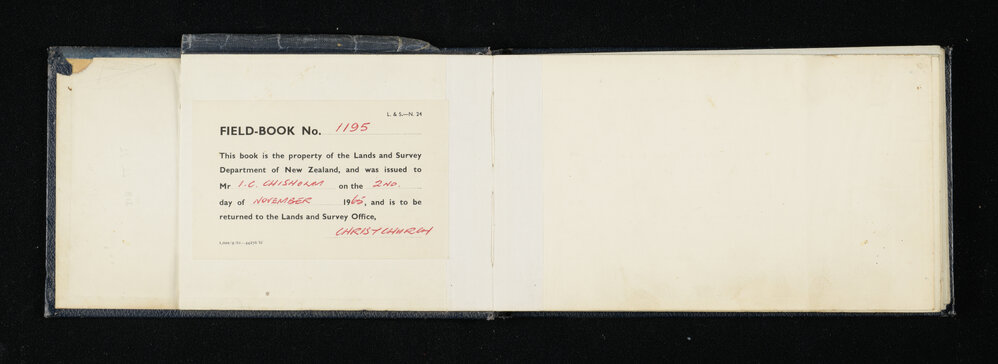 L. & S.—N. 24
FIELD-BOOK No. 1195
This book is the property of the Lands and Survey
Department of New Zealand, and was issued to
Mr I.C. CHISHOLM on the 2ND.
day of NOVEMBER 1965, and is to be
returned to the Lands and Survey Office,
CHRISTCHURCH